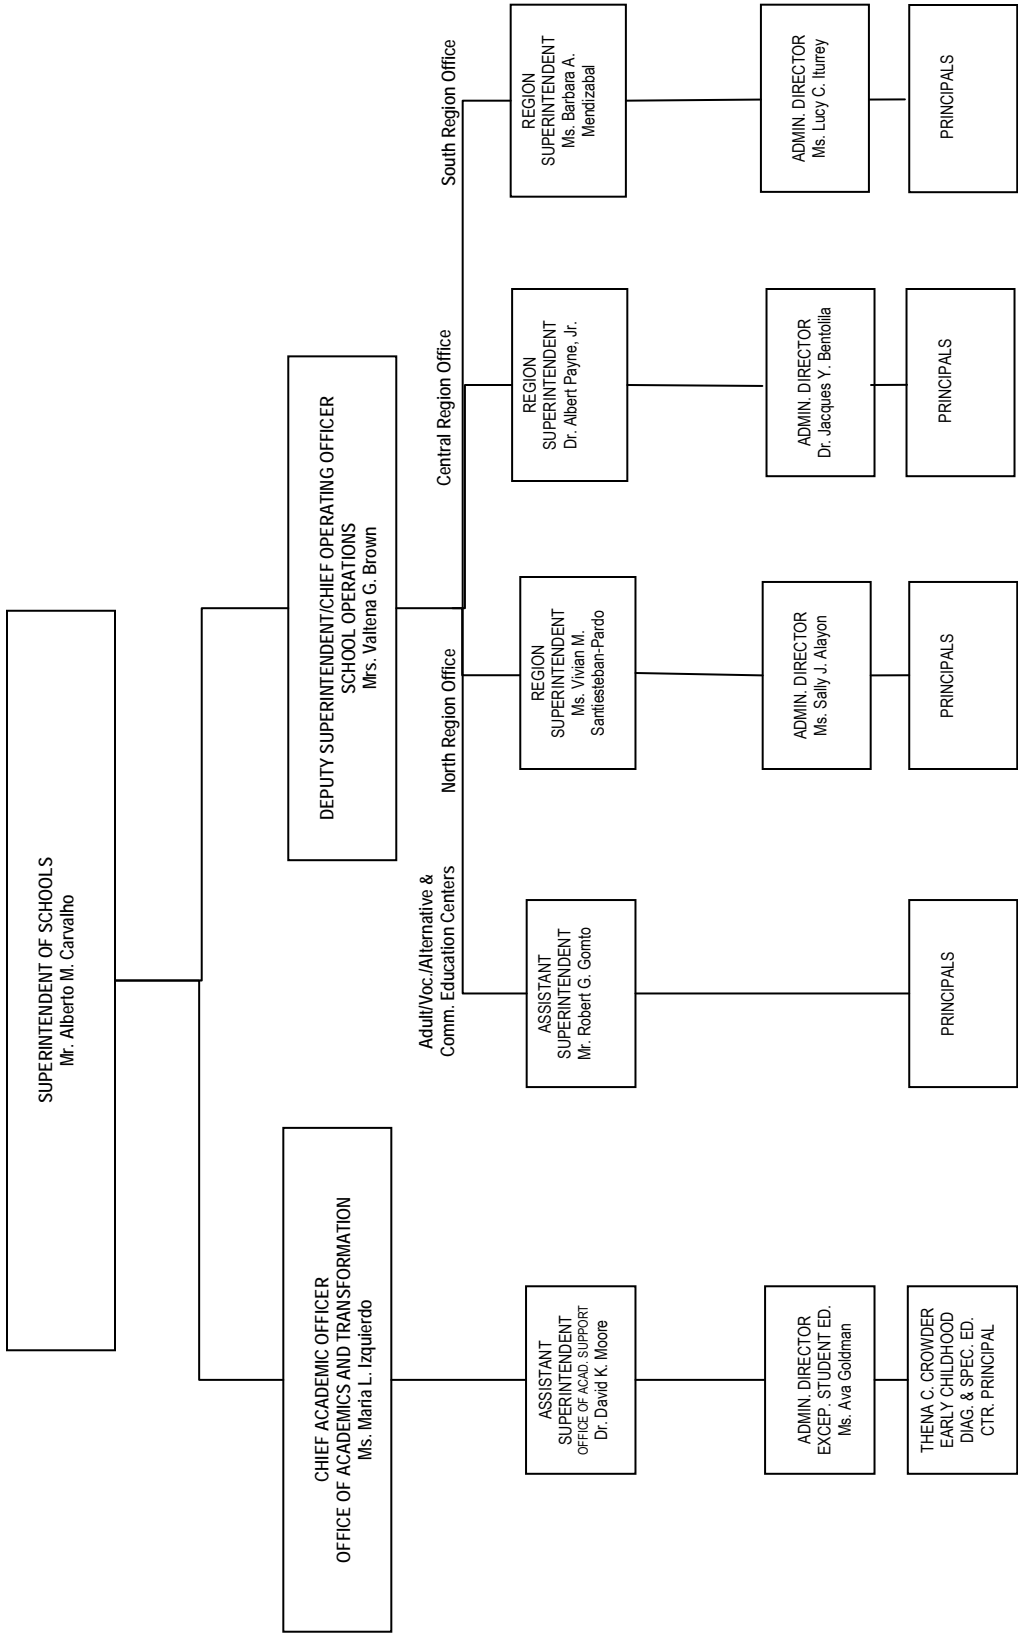 SUPERINTENDENT OF SCHOOLS
Mr. Alberto M. Carvalho
CHIEF ACADEMIC OFFICER
OFFICE OF ACADEMICS AND TRANSFORMATION
Ms. Maria L. Izquierdo
DEPUTY SUPERINTENDENT/CHIEF OPERATING OFFICER
SCHOOL OPERATIONS
Mrs. Valtena G. Brown
Adult/Voc./Alternative &
Comm. Education Centers
North Region Office
Central Region Office
South Region Office
ASSISTANT
SUPERINTENDENT
OFFICE OF ACAD. SUPPORT
Dr. David K. Moore
ASSISTANT
SUPERINTENDENT
Mr. Robert G. Gornto
REGION
SUPERINTENDENT
Ms. Vivian M.
Santiesteban-Pardo
REGION
SUPERINTENDENT
Dr. Albert Payne, Jr.
REGION
SUPERINTENDENT
Ms. Barbara A.
Mendizabal
ADMIN. DIRECTOR
EXCEP. STUDENT ED.
Ms. Ava Goldman
ADMIN. DIRECTOR
Ms. Sally J. Alayon
ADMIN. DIRECTOR
Dr. Jacques Y. Bentolila
ADMIN. DIRECTOR
Ms. Lucy C. Iturrey
THENA C. CROWDER
EARLY CHILDHOOD
DIAG. & SPEC. ED.
CTR. PRINCIPAL
PRINCIPALS
PRINCIPALS
PRINCIPALS
PRINCIPALS